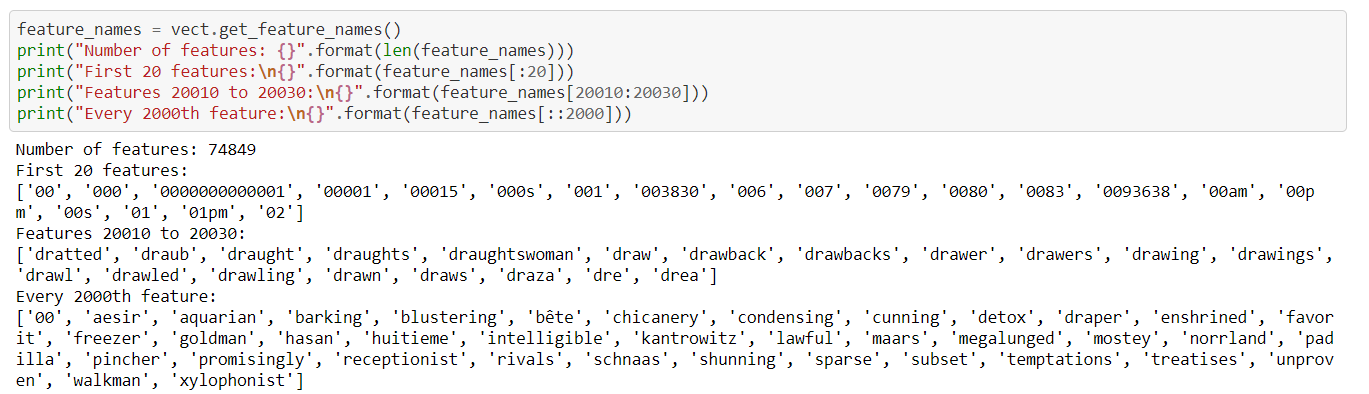 feature_names = vect.get_feature_names()
print("Number of features: {}".format(len(feature_names)))
print("First 20 features:\n{}".format(feature_names[:20]))
print("Features 20010 to 20030:\n{}".format(feature_names[20010:20030]))
print("Every 2000th feature:\n{}".format(feature_names[::2000]))
Number of features: 74849
First 20 features:
['00', '000', '0000000000001', '00001', '00015', '000s', '001', '003830', '006', '007', '0079', '0080', '0083', '0093638', '00am', '00p
m', '00s', '01', '01pm', '02']
Features 20010 to 20030:
['dratted', 'draub', 'draught', 'draughts', 'draughtswoman', 'draw', 'drawback', 'drawbacks', 'drawer', 'drawers', 'drawing', 'drawings',
'drawl', 'drawled', 'drawling', 'drawn', 'draws', 'draza', 'dre', 'drea']
Every 2000th feature:
['00', 'aesir', 'aquarian', 'barking', 'blustering', 'bête', 'chicanery', 'condensing', 'cunning', 'detox', 'draper', 'enshrined', 'favor
it', 'freezer', 'goldman', 'hasan', 'huitieme', 'intelligible', 'kantrowitz', 'lawful', 'maars', 'megalunged', 'mostey', 'norrland', 'pad
illa', 'pincher', 'promisingly', 'receptionist', 'rivals', 'schnaas', 'shunning', 'sparse', 'subset', 'temptations', 'treatises', 'unprov
en', 'walkman', 'xylophonist']